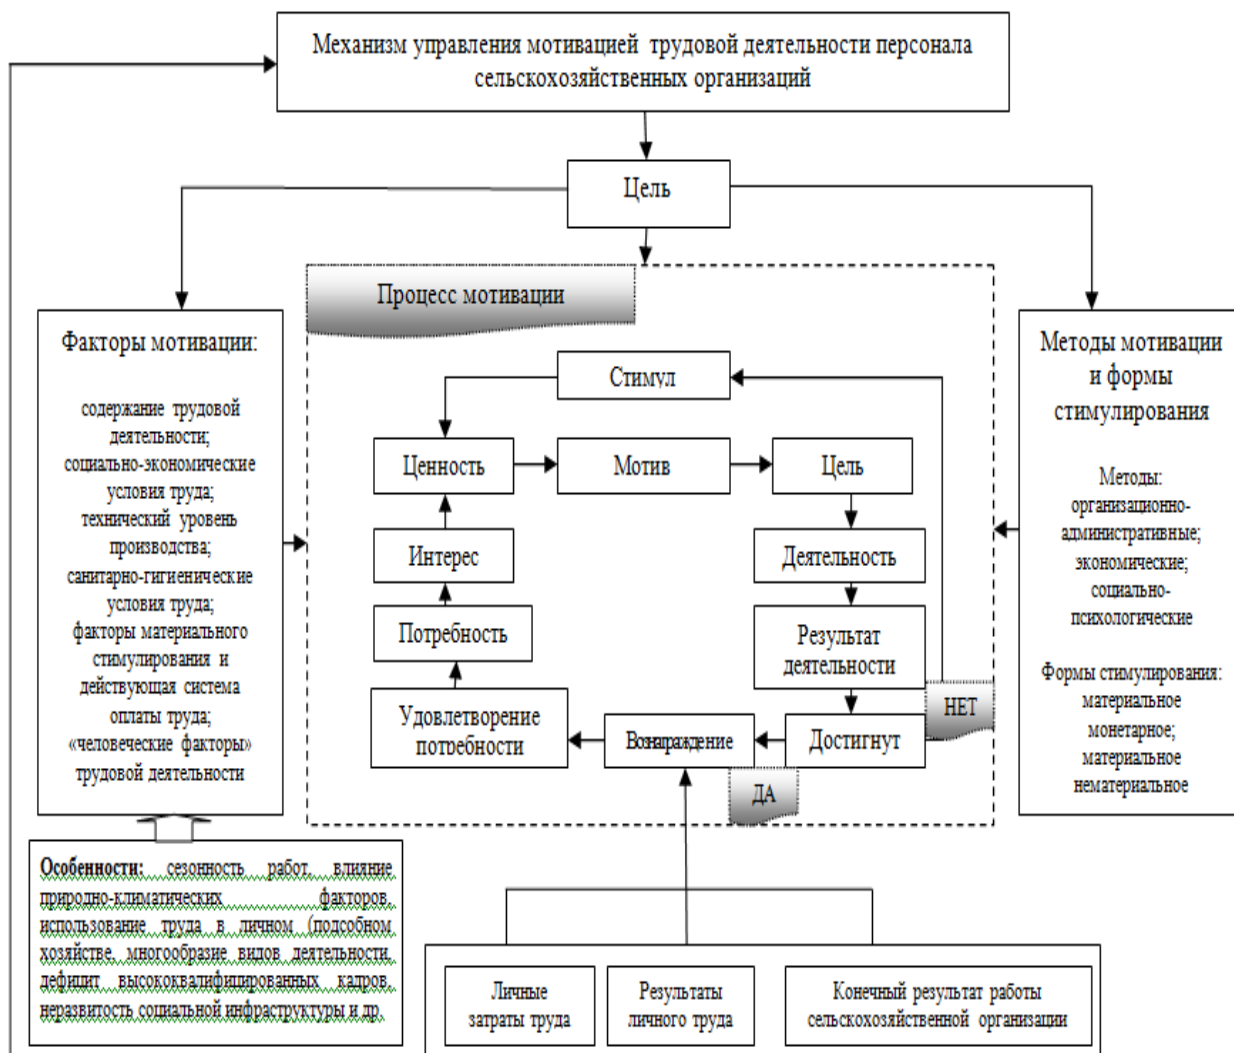 Механизм управления мотивацией трудовой деятельности персонала
сельскохозяйственных организаций
Цель
Процесс мотивации
Факторы мотивации:
содержание трудовой
деятельности;
социально-экономические
условия труда;
технический уровень
производства;
санитарно-гигиенические
условия труда;
факторы материального
стимулирования и
действующая система
оплаты труда;
«человеческие факторы»
трудовой деятельности
Стимул
Ценность
Мотив
Цель
Интерес
Деятельность
Потребность
Результат
деятельности
Удовлетворение
потребности
Вознаграждение
Достигнут
НЕТ
ДА
Методы мотивации
и формы
стимулирования
Методы:
организационно-
административные;
экономические;
социально-
психологические
Формы стимулирования:
материальное
монетарное;
материальное
нематериальное
Особенности: сезонность работ, влияние
природно-климатических факторов,
использование труда в личном (подсобном
хозяйстве, многообразие видов деятельности,
дефицит высококвалифицированных кадров,
неразвитость социальной инфраструктуры и др.
Личные
затраты труда
Результаты
личного труда
Конечный результат работы
сельскохозяйственной организации